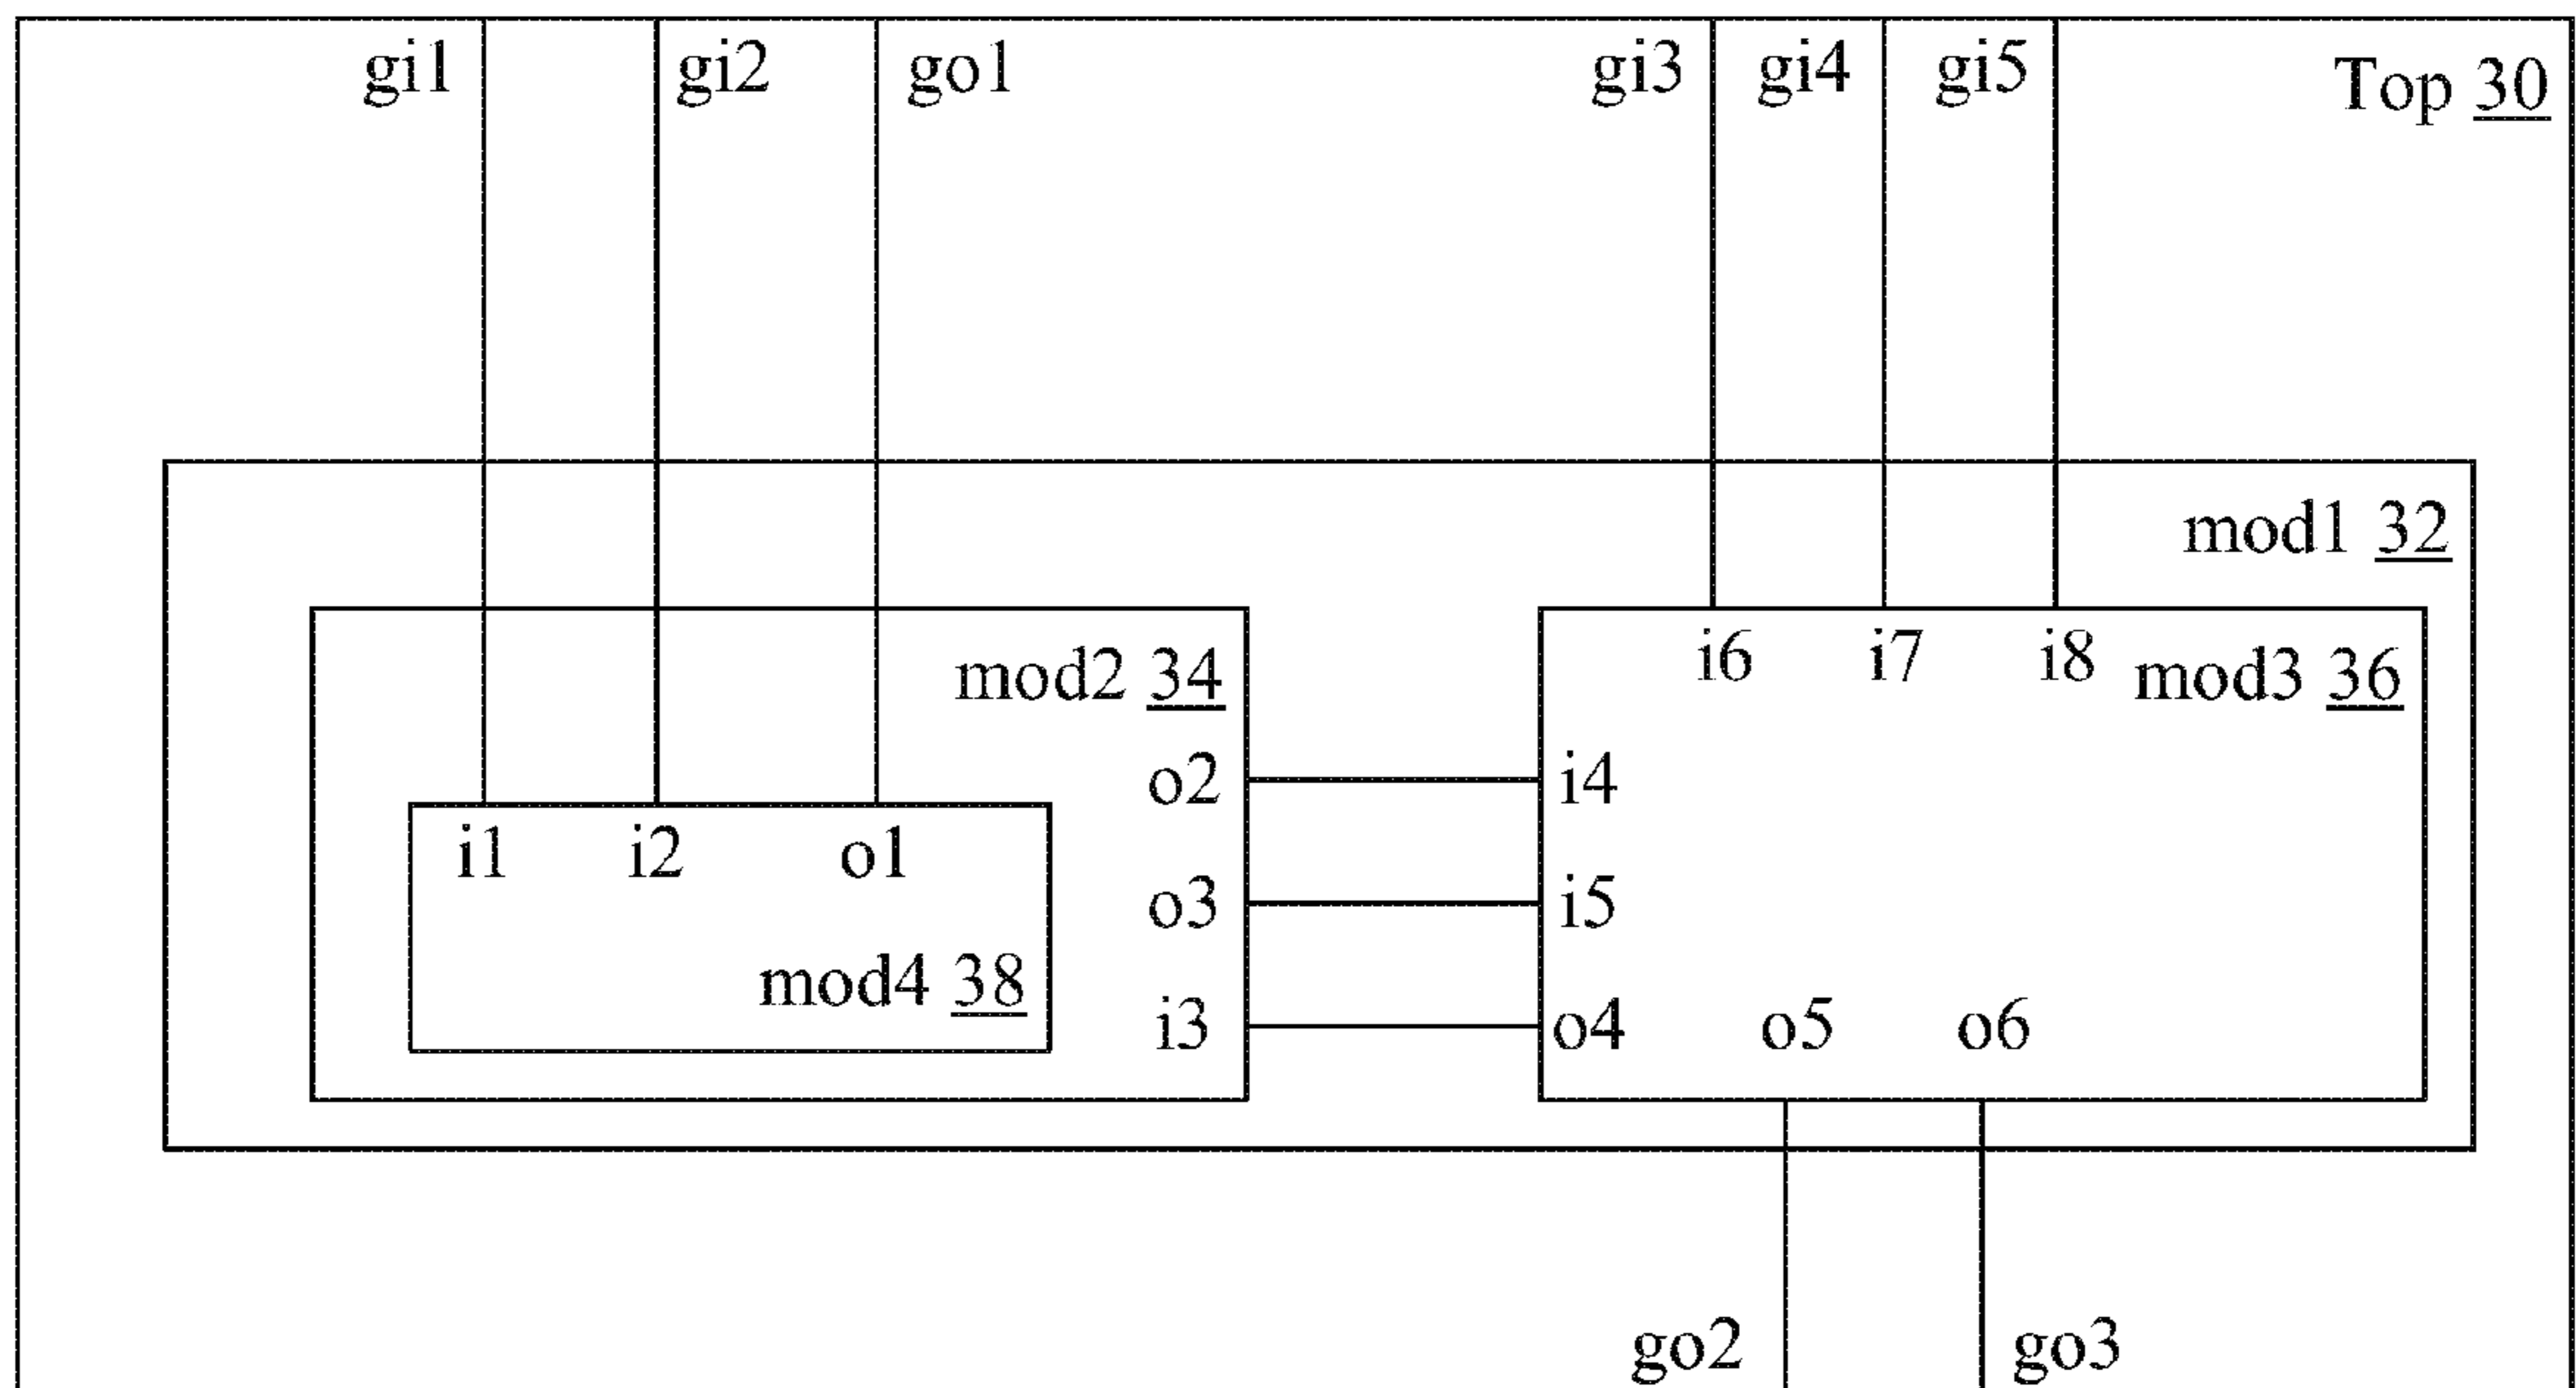 gi1 gi2 go1 gi3 gi4 gi5 Top 30
mod1 32
i6 i7 i8
mod2 34 mod3 36
o2 i4
i1 i2 o1
o3 i5
mod4 38
i3 o4 o5 o6
go2 go3